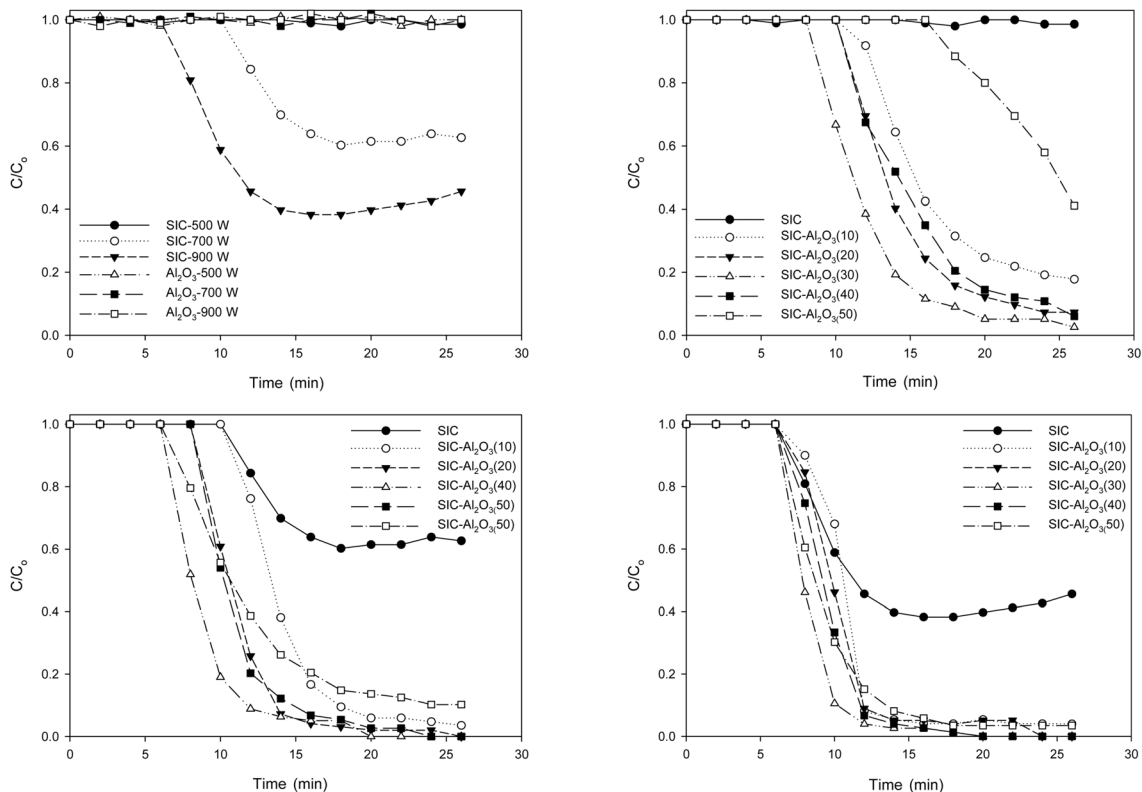 1.0
0.8
0.6
0.4
0.2
0.0
C/Co
0 5 10 15 20 25 30
Time (min)
SIC-500 W
SIC-700 W
SIC-900 W
Al2O3-500 W
Al2O3-700 W
Al2O3-900 W
1.0
0.8
0.6
0.4
0.2
0.0
C/Co
0 5 10 15 20 25 30
Time (min)
SIC
SIC-Al2O3(10)
SIC-Al2O3(20)
SIC-Al2O3(30)
SIC-Al2O3(40)
SIC-Al2O3(50)
1.0
0.8
0.6
0.4
0.2
0.0
C/Co
0 5 10 15 20 25 30
Time (min)
SIC
SIC-Al2O3(10)
SIC-Al2O3(20)
SIC-Al2O3(40)
SIC-Al2O3(50)
SIC-Al2O3(50)
1.0
0.8
0.6
0.4
0.2
0.0
C/Co
0 5 10 15 20 25 30
Time (min)
SIC
SIC-Al2O3(10)
SIC-Al2O3(20)
SIC-Al2O3(30)
SIC-Al2O3(40)
SIC-Al2O3(50)